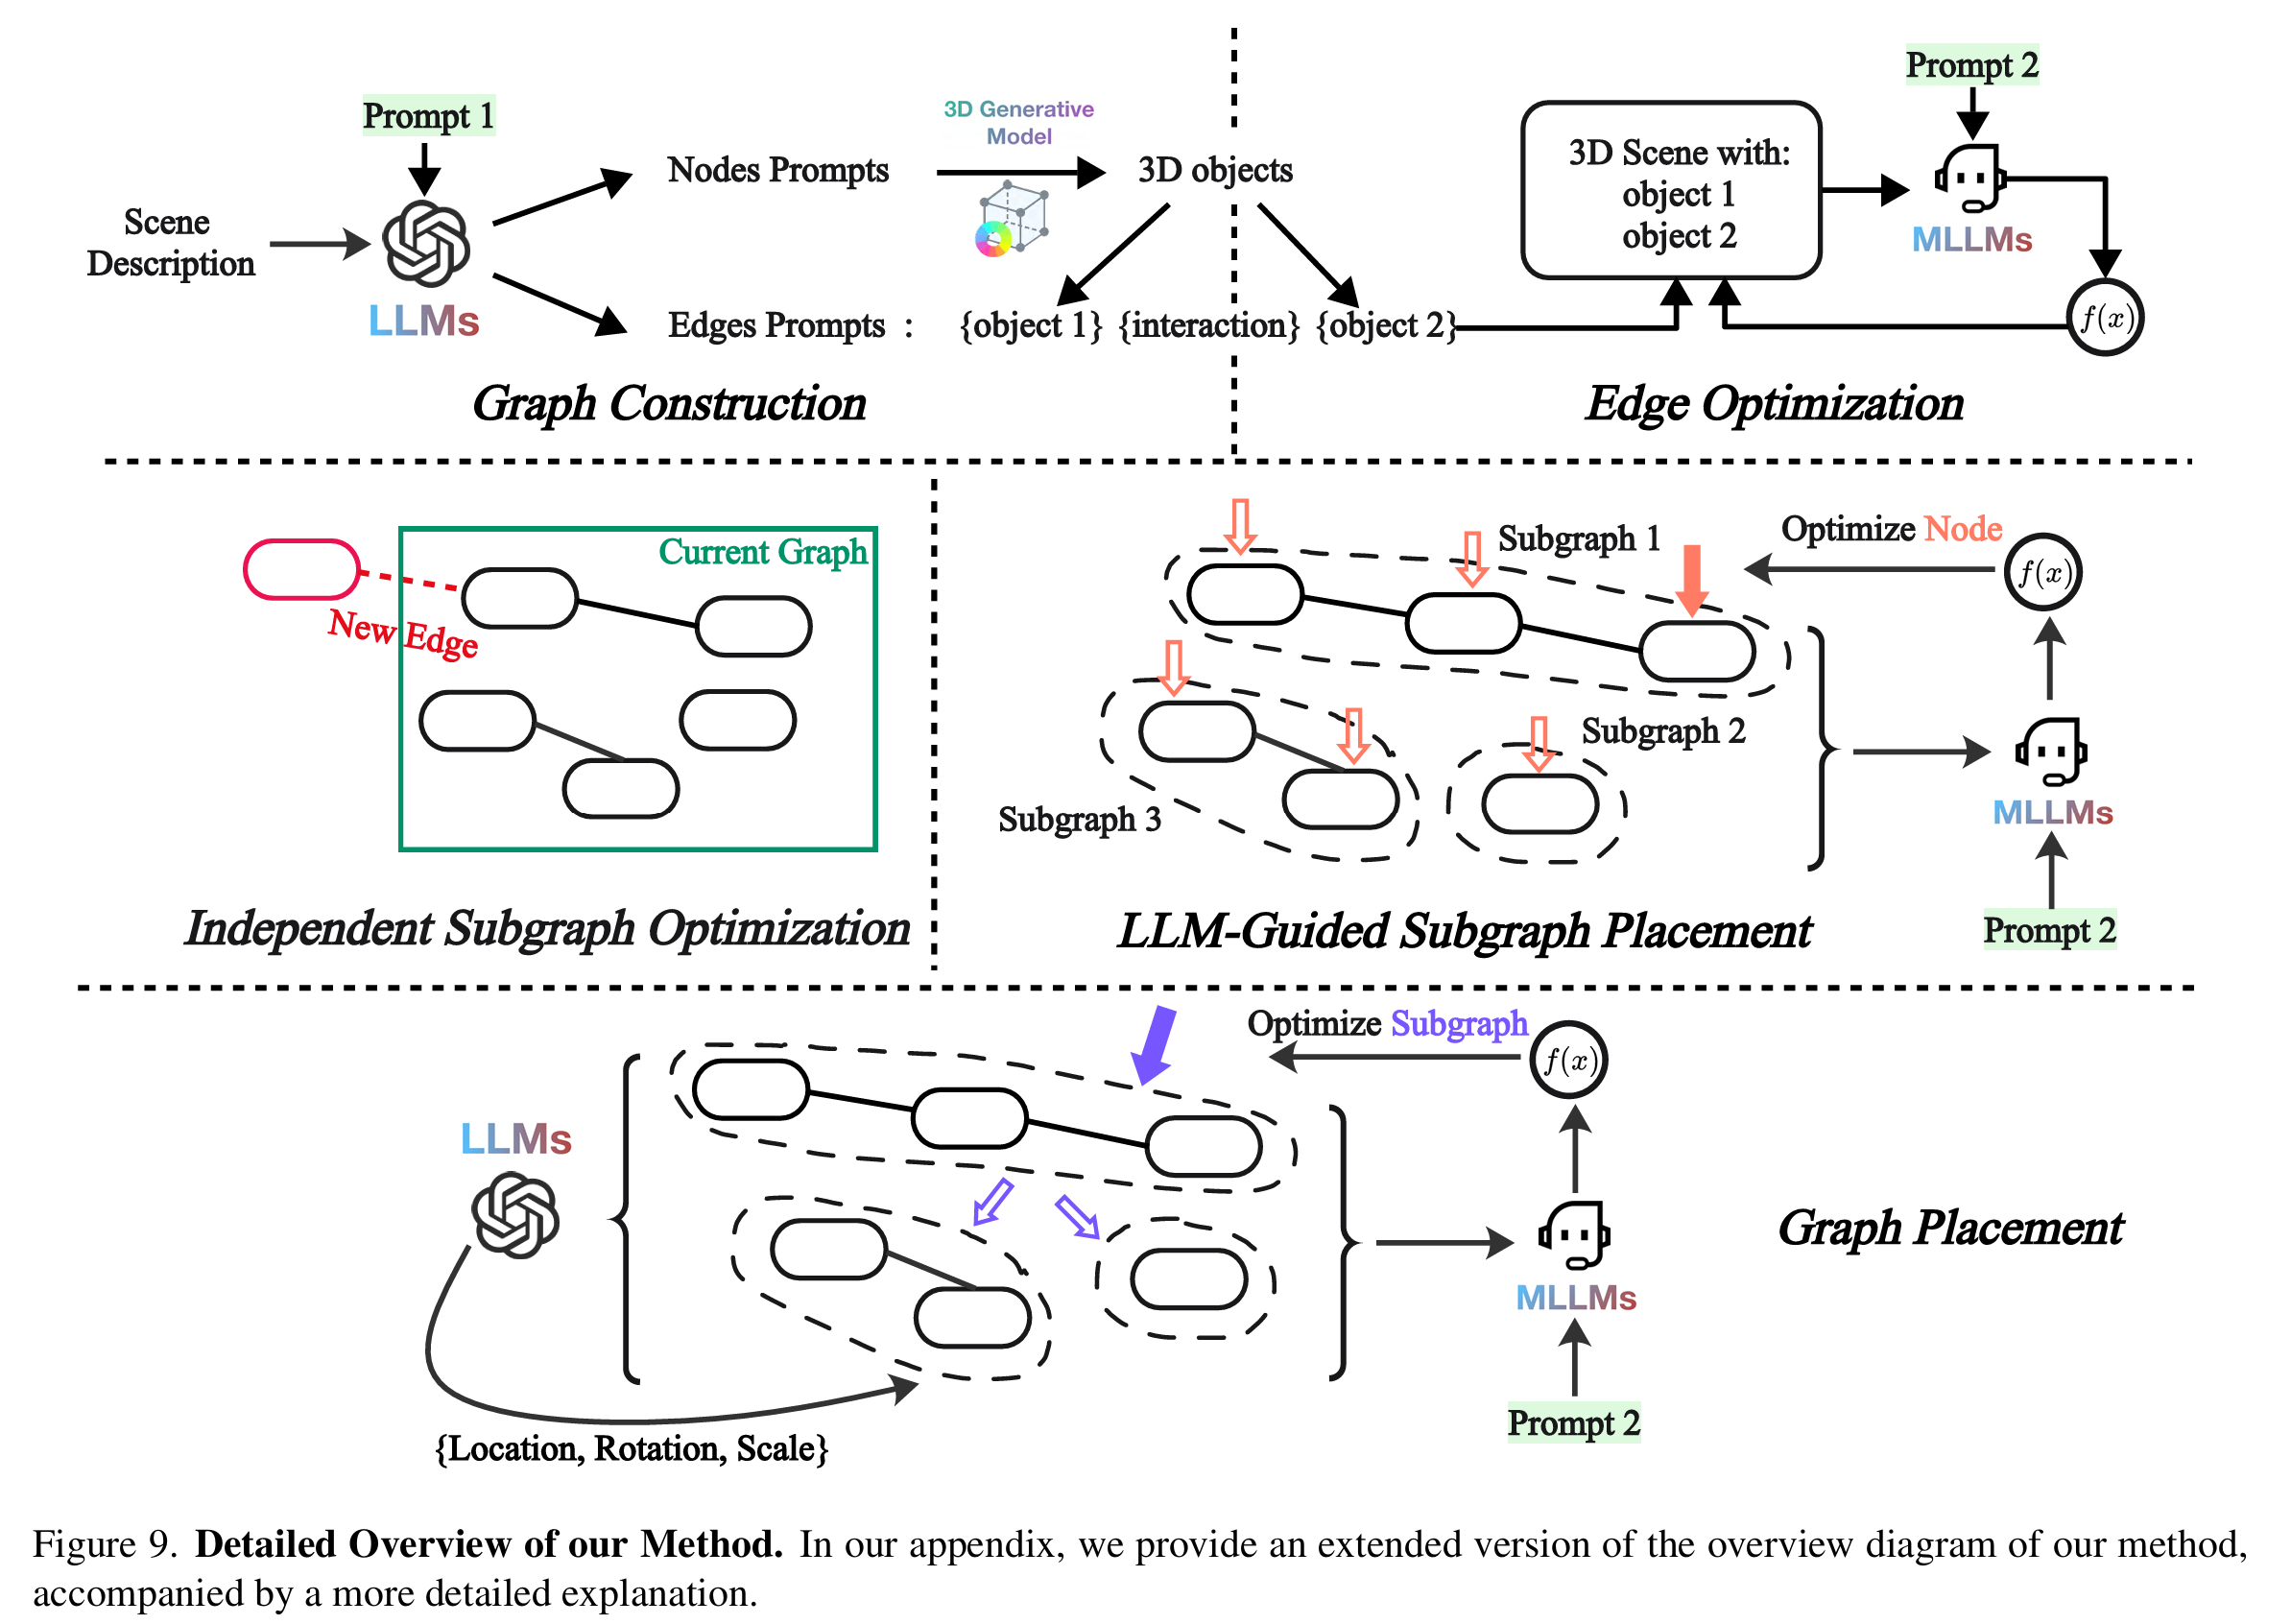 Prompt 1
Scene
Description
LLMs
Nodes Prompts
3D Generative
Model
3D objects
Edges Prompts : {object 1} {interaction} {object 2}
Graph Construction
Prompt 2
3D Scene with:
object 1
object 2
MLLMs
f(x)
Edge Optimization
Current Graph
New Edge
Independent Subgraph Optimization
Subgraph 1
Optimize Node
f(x)
Subgraph 2
Subgraph 3
MLLMs
Prompt 2
LLM-Guided Subgraph Placement
Optimize Subgraph
f(x)
LLMs
MLLMs
Prompt 2
{Location, Rotation, Scale}
Graph Placement
Figure 9. Detailed Overview of our Method. In our appendix, we provide an extended version of the overview diagram of our method,
accompanied by a more detailed explanation.